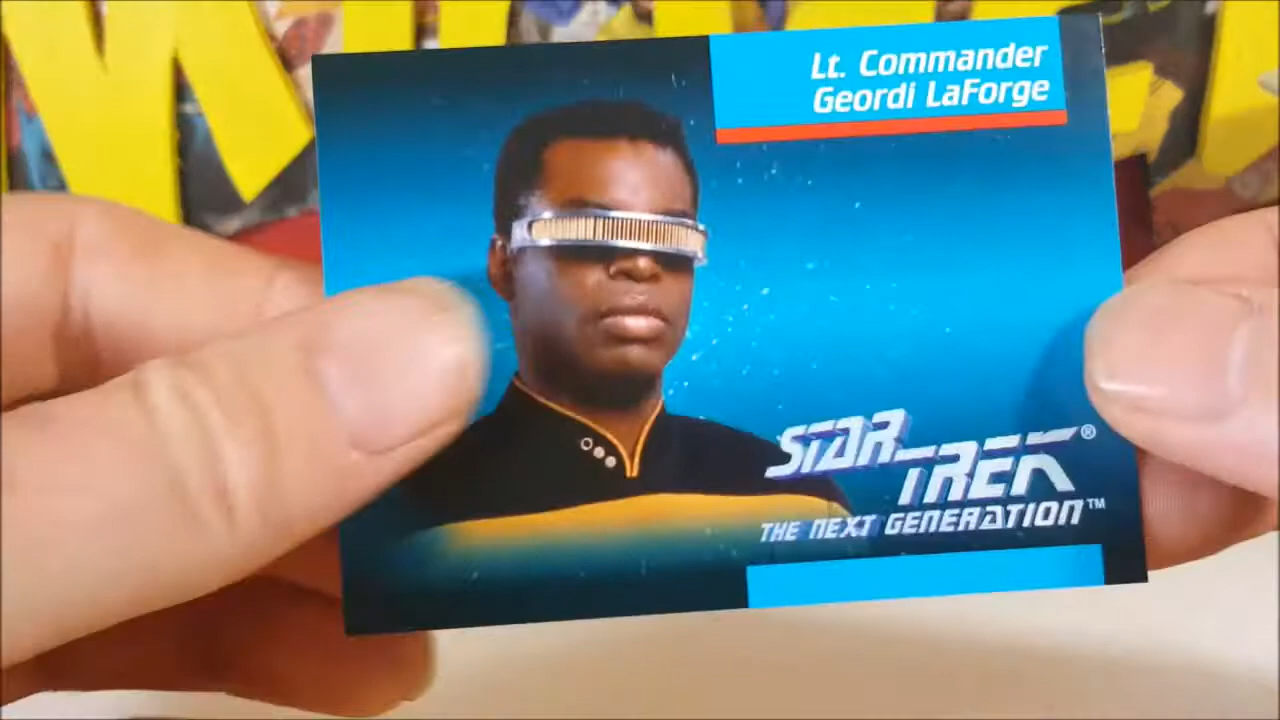 Lt. Commander
Geordi LaForge
STAR
TREK®
THE NEXT GENERATION™